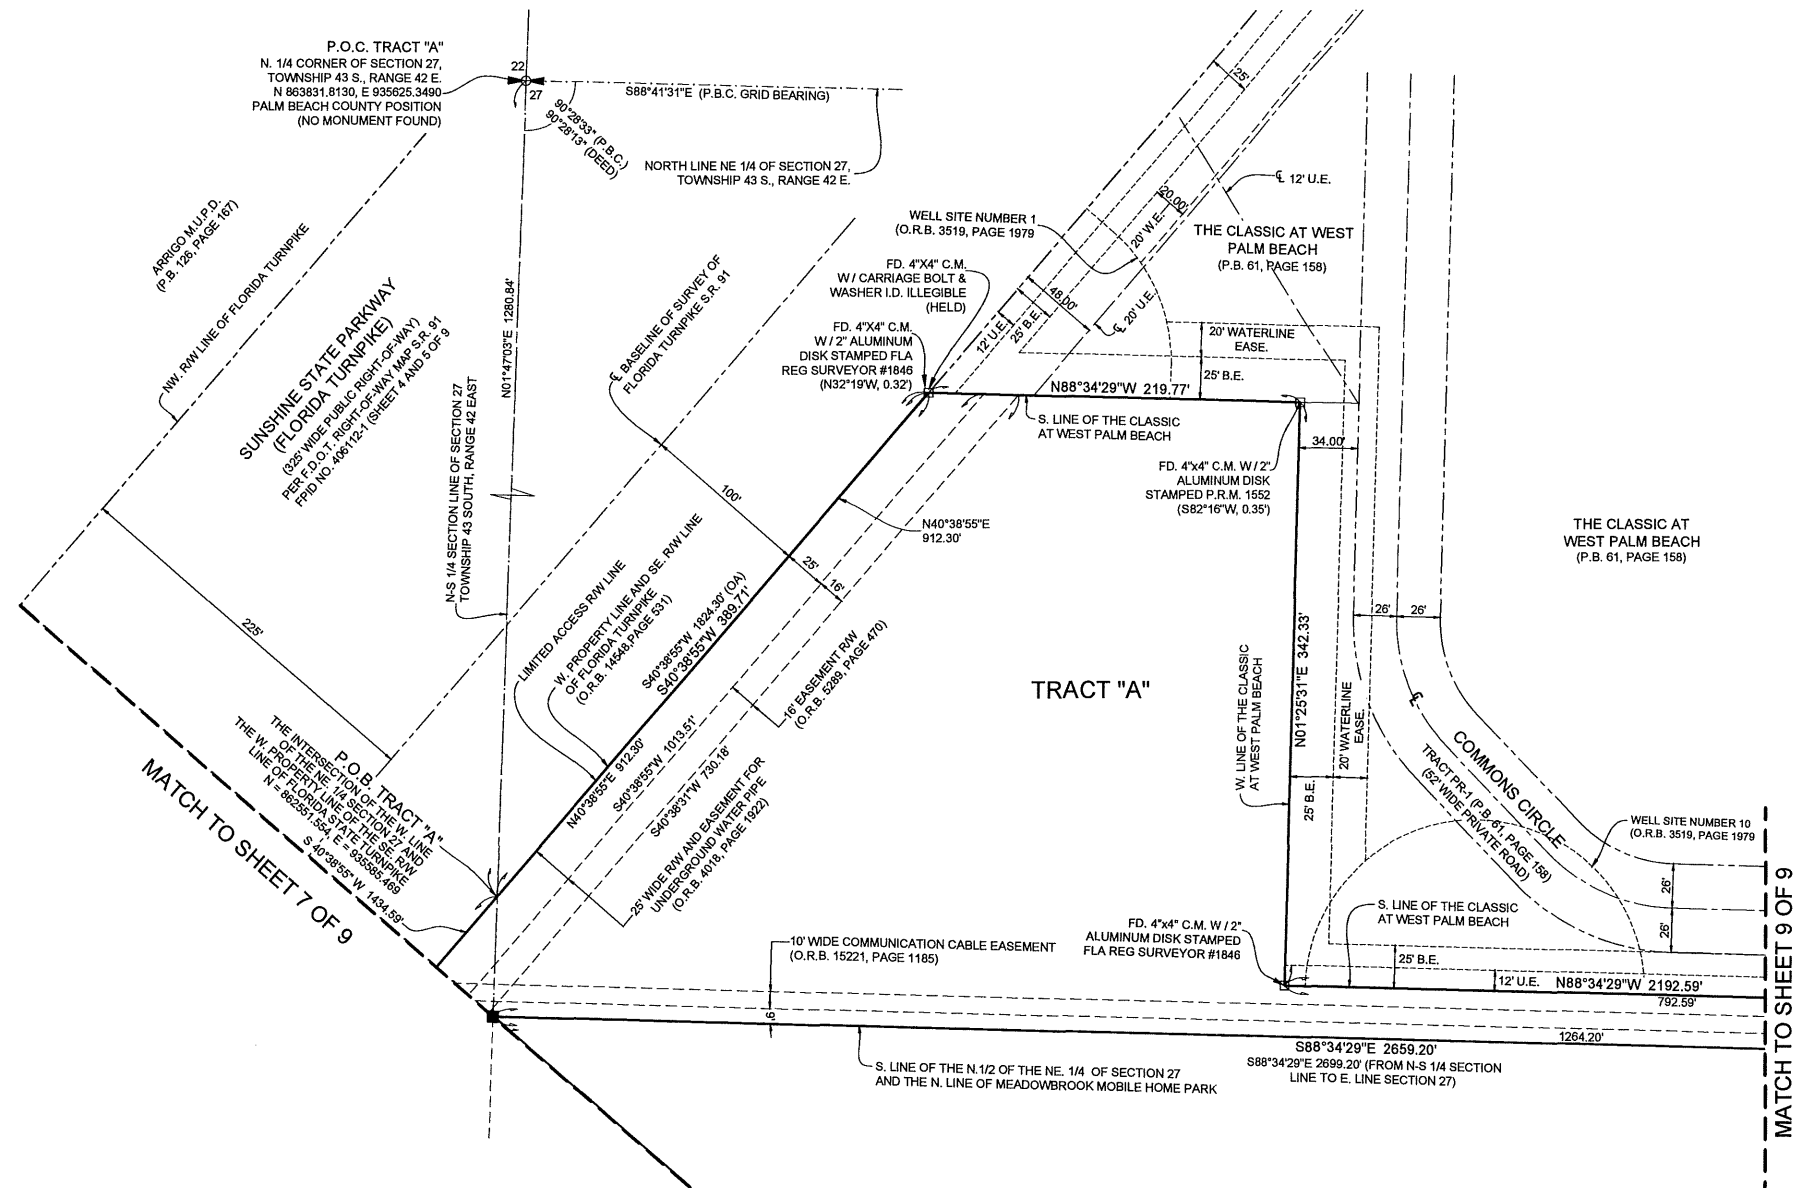 P.O.C. TRACT "A"
N. 1/4 CORNER OF SECTION 27,
TOWNSHIP 43 S., RANGE 42 E.
N 863831.8130, E 935625.3490
PALM BEACH COUNTY POSITION
(NO MONUMENT FOUND)
22
27
S88°41'31"E (P.B.C. GRID BEARING)
90°28'33" (P.B.C.)
90°28'13" (DEED)
NORTH LINE NE 1/4 OF SECTION 27,
TOWNSHIP 43 S., RANGE 42 E.
ARRIGO M.U.P.D.
(P.B. 126, PAGE 167)
NW. R/W LINE OF FLORIDA TURNPIKE
SUNSHINE STATE PARKWAY
(FLORIDA TURNPIKE)
(325' WIDE PUBLIC RIGHT-OF-WAY)
PER F.D.O.T. RIGHT-OF-WAY MAP S.R. 91
FPID NO. 406112-1 (SHEET 4 AND 5 OF 9
N01°47'03"E 1280.84'
N-S 1/4 SECTION LINE OF SECTION 27
TOWNSHIP 43 SOUTH, RANGE 42 EAST
℄ BASELINE OF SURVEY OF
FLORIDA TURNPIKE S.R. 91
WELL SITE NUMBER 1
(O.R.B. 3519, PAGE 1979
FD. 4"X4" C.M.
W / CARRIAGE BOLT &
WASHER I.D. ILLEGIBLE
(HELD)
FD. 4"X4" C.M.
W / 2" ALUMINUM
DISK STAMPED FLA
REG SURVEYOR #1846
(N32°19'W, 0.32')
25'
20.00'
20' W.E.
48.00'
12' U.E.
25' B.E.
℄ 20' U.E.
℄ 12' U.E.
THE CLASSIC AT WEST
PALM BEACH
(P.B. 61, PAGE 158)
20' WATERLINE
EASE.
25' B.E.
N88°34'29"W 219.77'
S. LINE OF THE CLASSIC
AT WEST PALM BEACH
34.00'
FD. 4"x4" C.M. W / 2"
ALUMINUM DISK
STAMPED P.R.M. 1552
(S82°16'W, 0.35')
THE CLASSIC AT
WEST PALM BEACH
(P.B. 61, PAGE 158)
225'
100'
25'
16'
N40°38'55"E
912.30'
LIMITED ACCESS R/W LINE
W. PROPERTY LINE AND SE. R/W LINE
OF FLORIDA TURNPIKE
(O.R.B. 14548, PAGE 531)
S40°38'55"W 1824.30' (OA)
S40°38'55"W 389.71'
N40°38'55"E 912.30'
S40°38'55"W 1013.51'
S40°38'31"W 730.18'
16' EASEMENT R/W
(O.R.B. 5289, PAGE 470)
25' WIDE R/W AND EASEMENT FOR
UNDERGROUND WATER PIPE
(O.R.B. 4018, PAGE 1922)
TRACT "A"
W. LINE OF THE CLASSIC
AT WEST PALM BEACH
N01°25'31"E 342.33'
25' B.E.
20' WATERLINE
EASE.
26'
26'
℄
COMMONS CIRCLE
TRACT PR-1 (P.B. 61, PAGE 158)
(52' WIDE PRIVATE ROAD)
WELL SITE NUMBER 10
(O.R.B. 3519, PAGE 1979
26'
26'
P.O.B. TRACT "A"
THE INTERSECTION OF THE W. LINE
OF THE NE. 1/4 SECTION 27 AND
THE W. PROPERTY LINE OF THE SE. R/W
LINE OF FLORIDA STATE TURNPIKE
N = 862551.554, E = 935585.469
S 40°38'55" W 1434.59'
MATCH TO SHEET 7 OF 9
10' WIDE COMMUNICATION CABLE EASEMENT
(O.R.B. 15221, PAGE 1185)
FD. 4"x4" C.M. W / 2"
ALUMINUM DISK STAMPED
FLA REG SURVEYOR #1846
S. LINE OF THE CLASSIC
AT WEST PALM BEACH
25' B.E.
12' U.E.
N88°34'29"W 2192.59'
792.59'
1264.20'
S88°34'29"E 2659.20'
S88°34'29"E 2699.20' (FROM N-S 1/4 SECTION
LINE TO E. LINE SECTION 27)
S. LINE OF THE N.1/2 OF THE NE. 1/4 OF SECTION 27
AND THE N. LINE OF MEADOWBROOK MOBILE HOME PARK
MATCH TO SHEET 9 OF 9